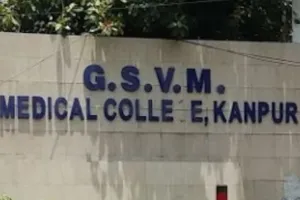 G.S.V.M.
MEDICAL COLLE E, KANPUR